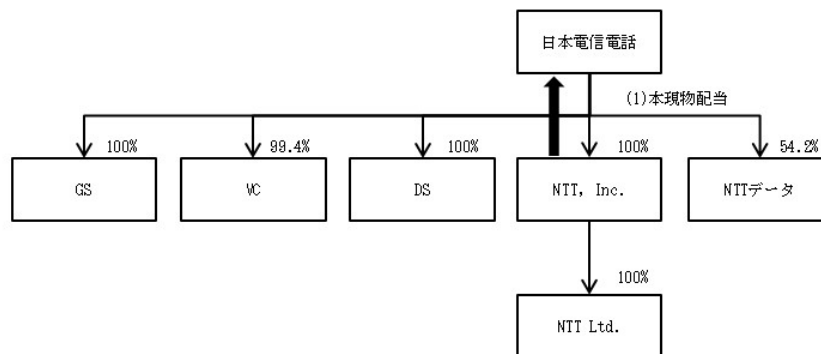 日本電信電話
(1)本現物配当
100%
99.4%
100%
100%
54.2%
GS
VC
DS
NTT, Inc.
NTTデータ
100%
NTT Ltd.